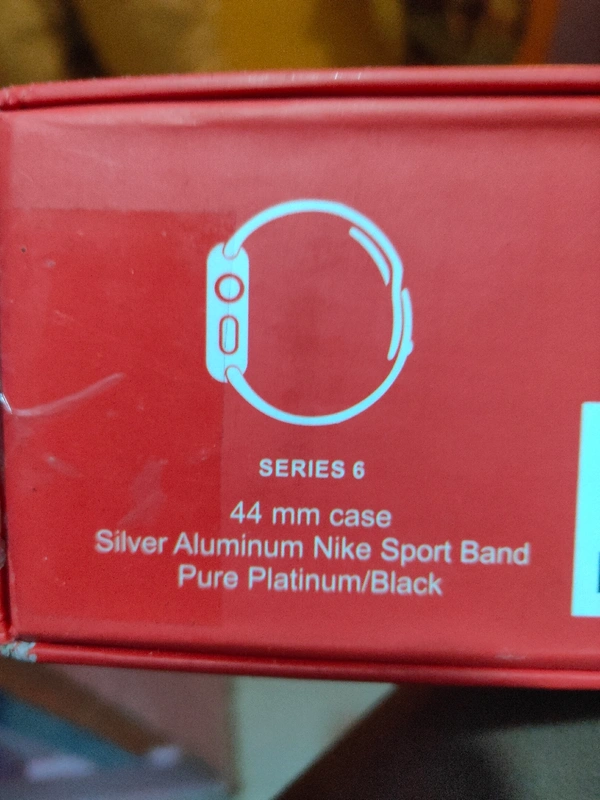 SERIES 6
44 mm case
Silver Aluminum Nike Sport Band
Pure Platinum/Black